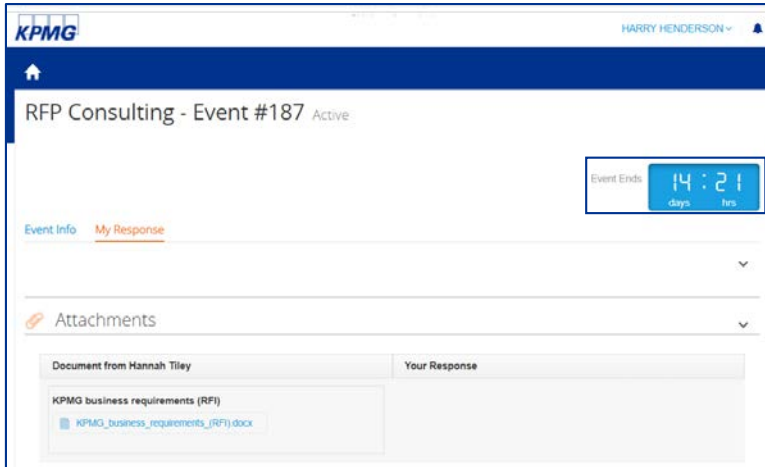 KPMG
HARRY HENDERSON
RFP Consulting - Event #187 Active
Event Ends
14 : 21
days hrs
Event Info My Response
Attachments
Document from Hannah Tiley Your Response
KPMG business requirements (RFI)
KPMG_business_requirements_(RFI).docx